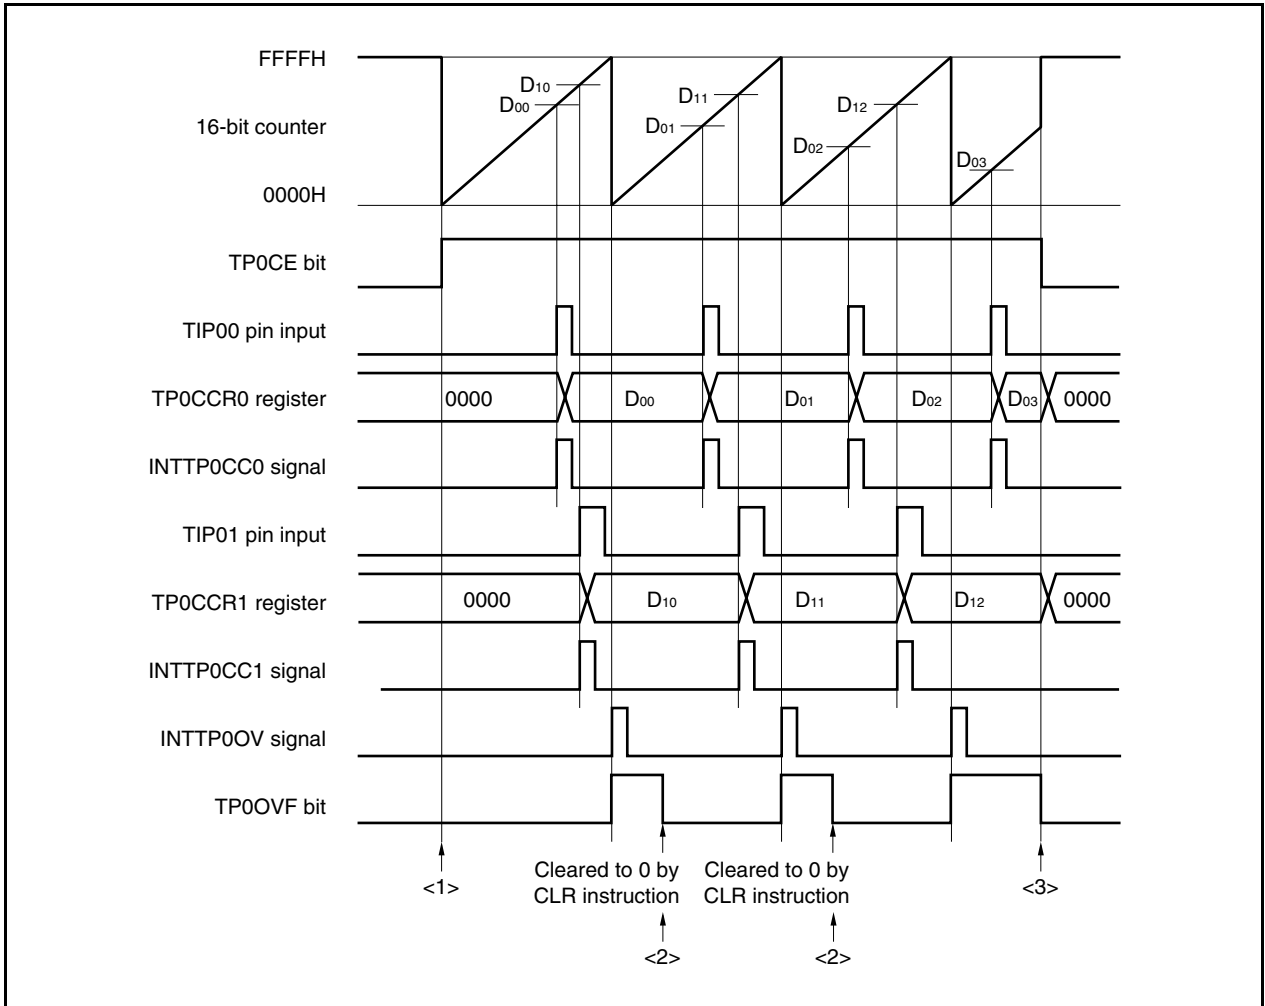 FFFFH
D10
D00
D11
D01
D12
D02
D03
16-bit counter
0000H
TP0CE bit
TIP00 pin input
TP0CCR0 register
0000
D00
D01
D02
D03
0000
INTTP0CC0 signal
TIP01 pin input
TP0CCR1 register
0000
D10
D11
D12
0000
INTTP0CC1 signal
INTTP0OV signal
TP0OVF bit
<1>
Cleared to 0 by
CLR instruction
<2>
Cleared to 0 by
CLR instruction
<2>
<3>